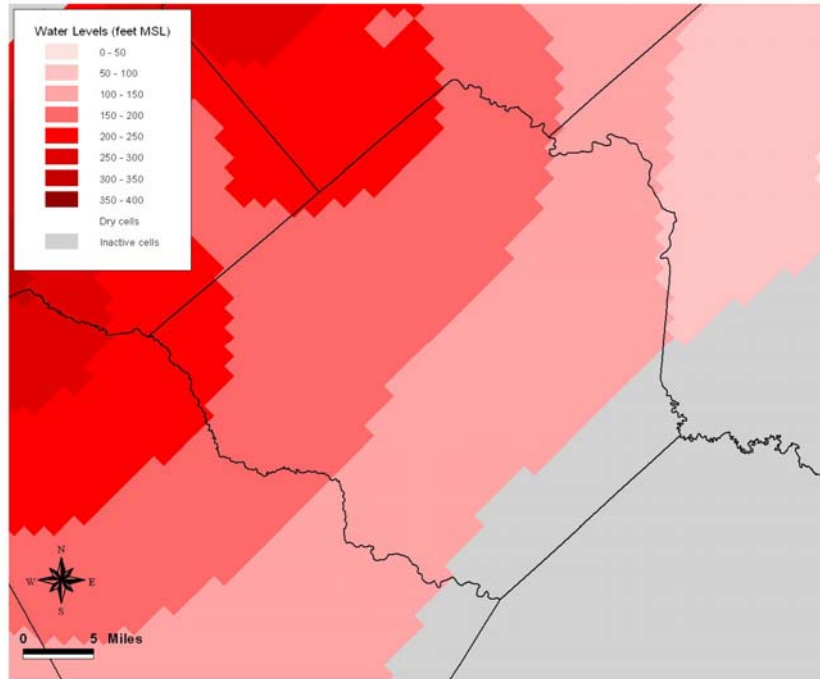 Water Levels (feet MSL)
0 - 50
50 - 100
100 - 150
150 - 200
200 - 250
250 - 300
300 - 350
350 - 400
Dry cells
Inactive cells
N
W E
S
0 5 Miles